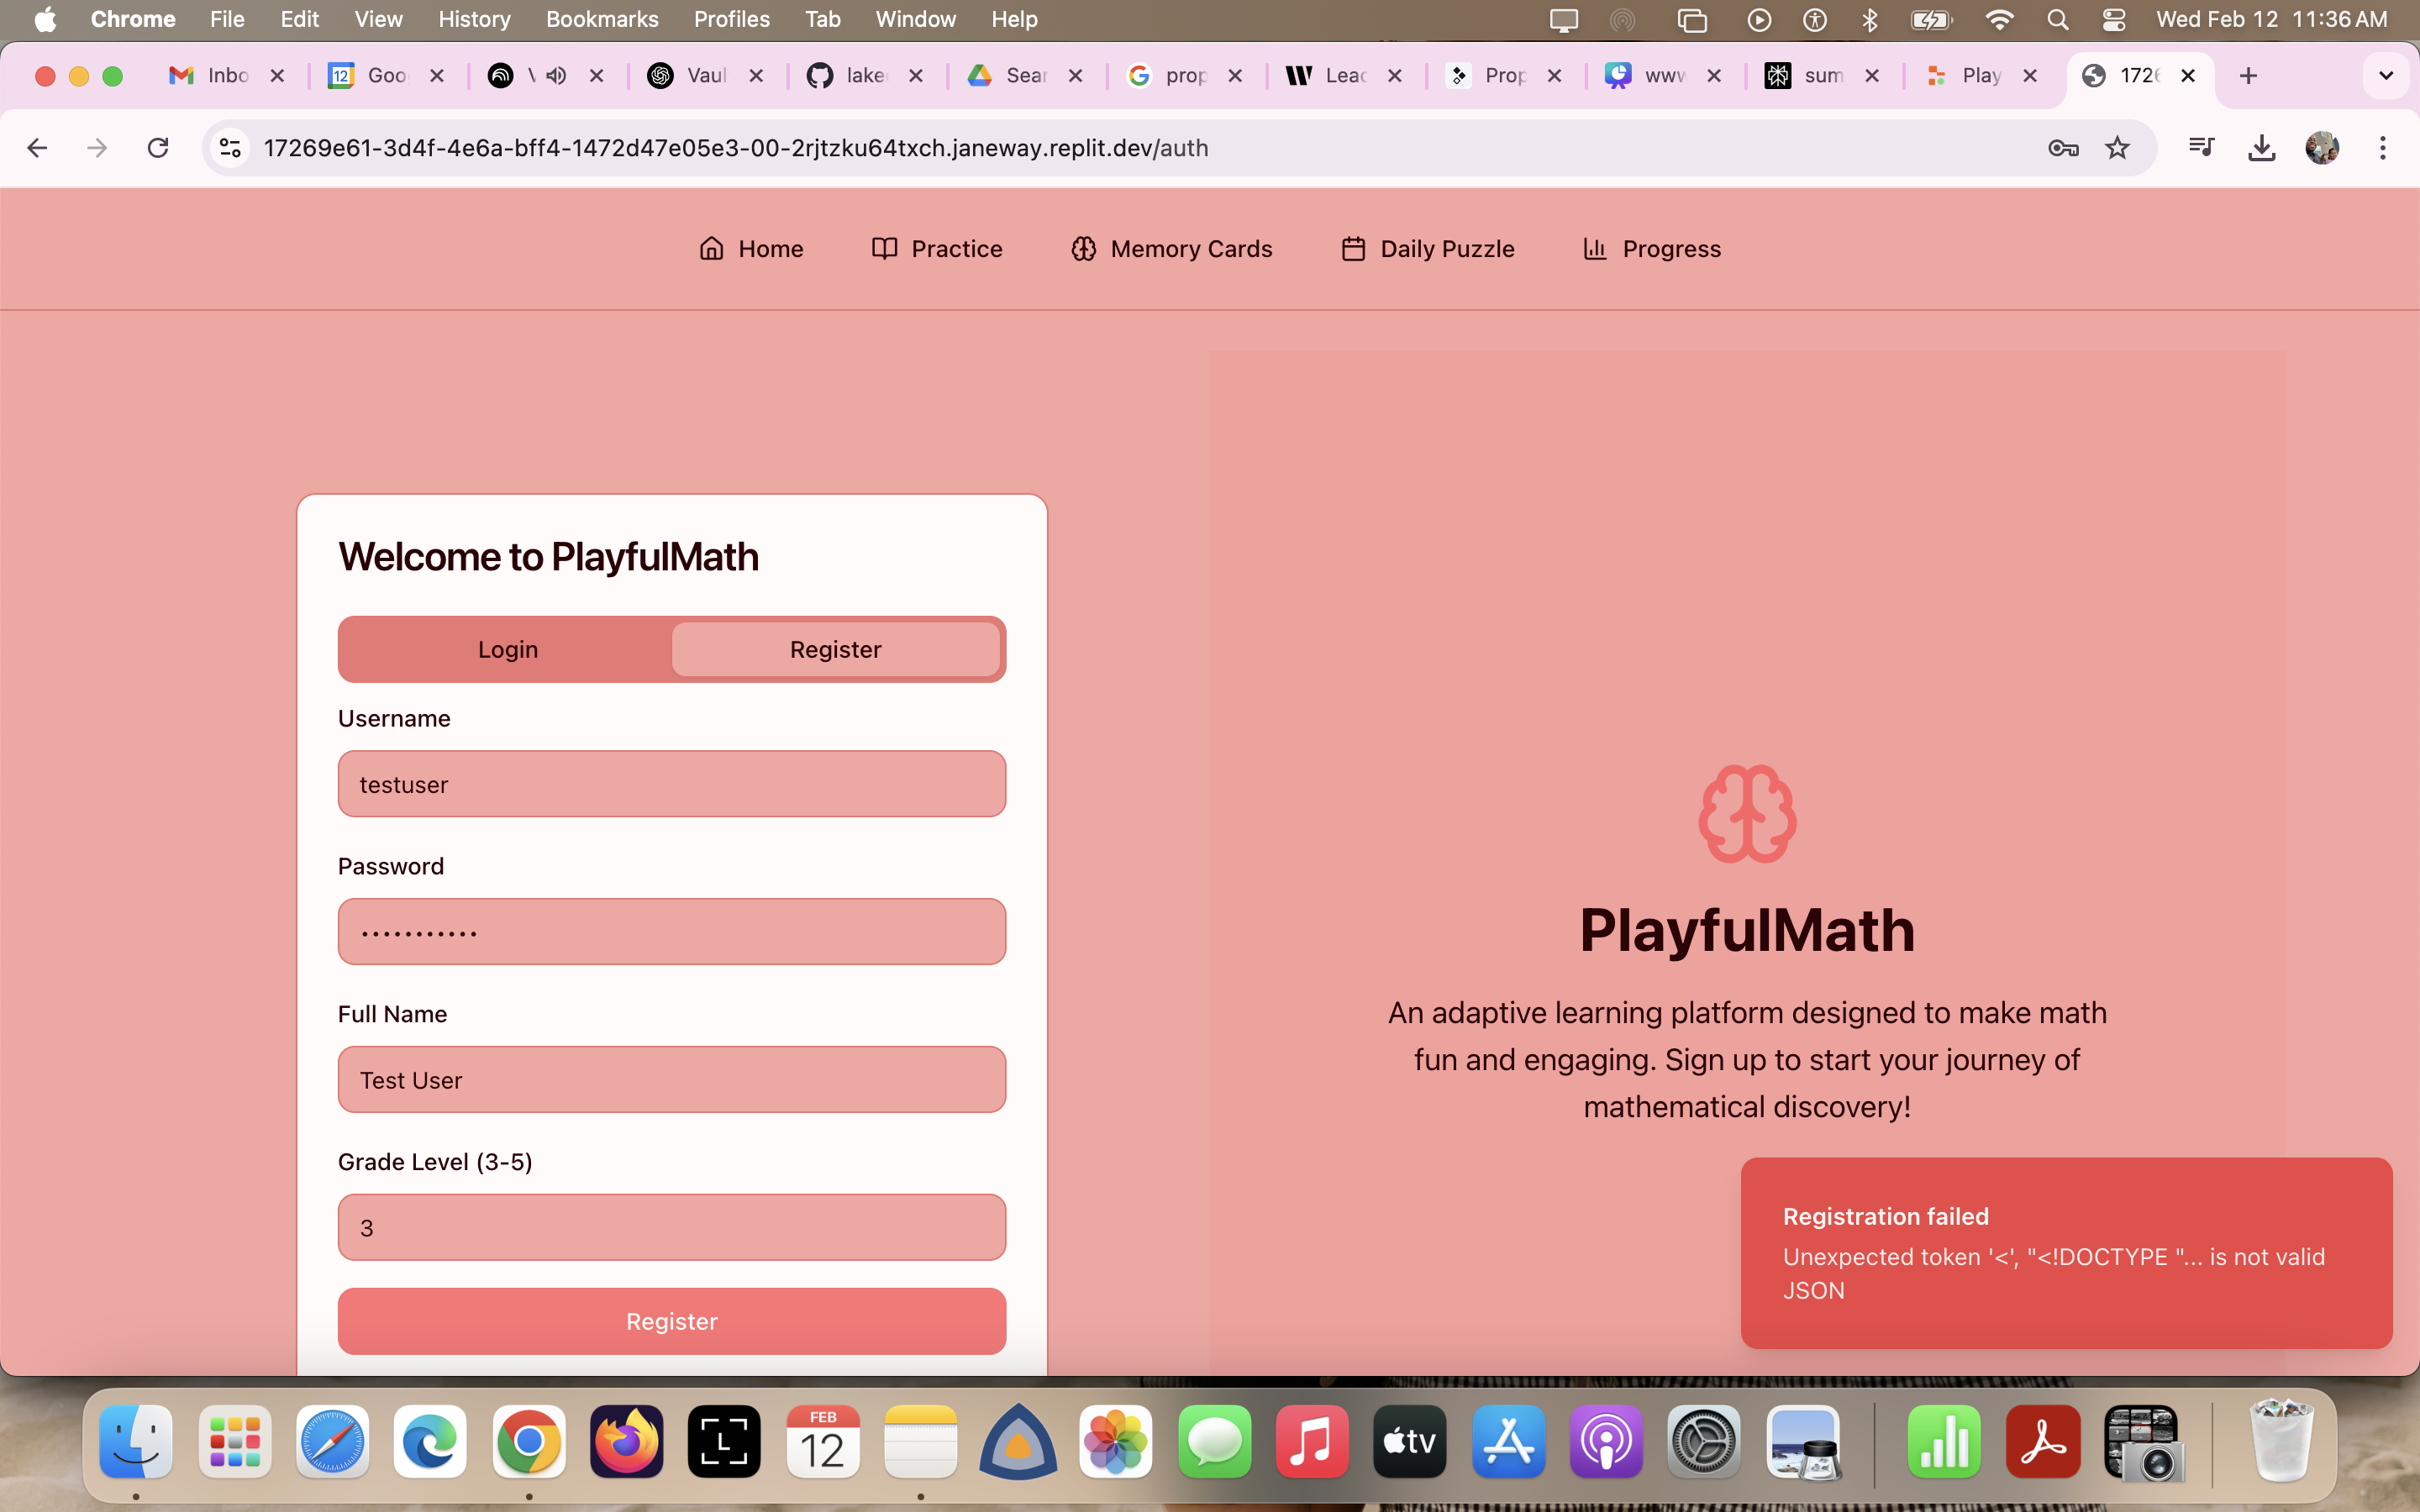 Chrome File Edit View History Bookmarks Profiles Tab Window Help Wed Feb 12 11:36 AM
Inbo 12 Goo Vaul lake Sear prop Leac Prop www sum Play 1726
17269e61-3d4f-4e6a-bff4-1472d47e05e3-00-2rjtzku64txch.janeway.replit.dev/auth
Home Practice Memory Cards Daily Puzzle Progress
Welcome to PlayfulMath
Login Register
Username
testuser
Password
Full Name
Test User
Grade Level (3-5)
3
Register
PlayfulMath
An adaptive learning platform designed to make math
fun and engaging. Sign up to start your journey of
mathematical discovery!
Registration failed
Unexpected token '<', "<!DOCTYPE "... is not valid
JSON
L
FEB
12
tv